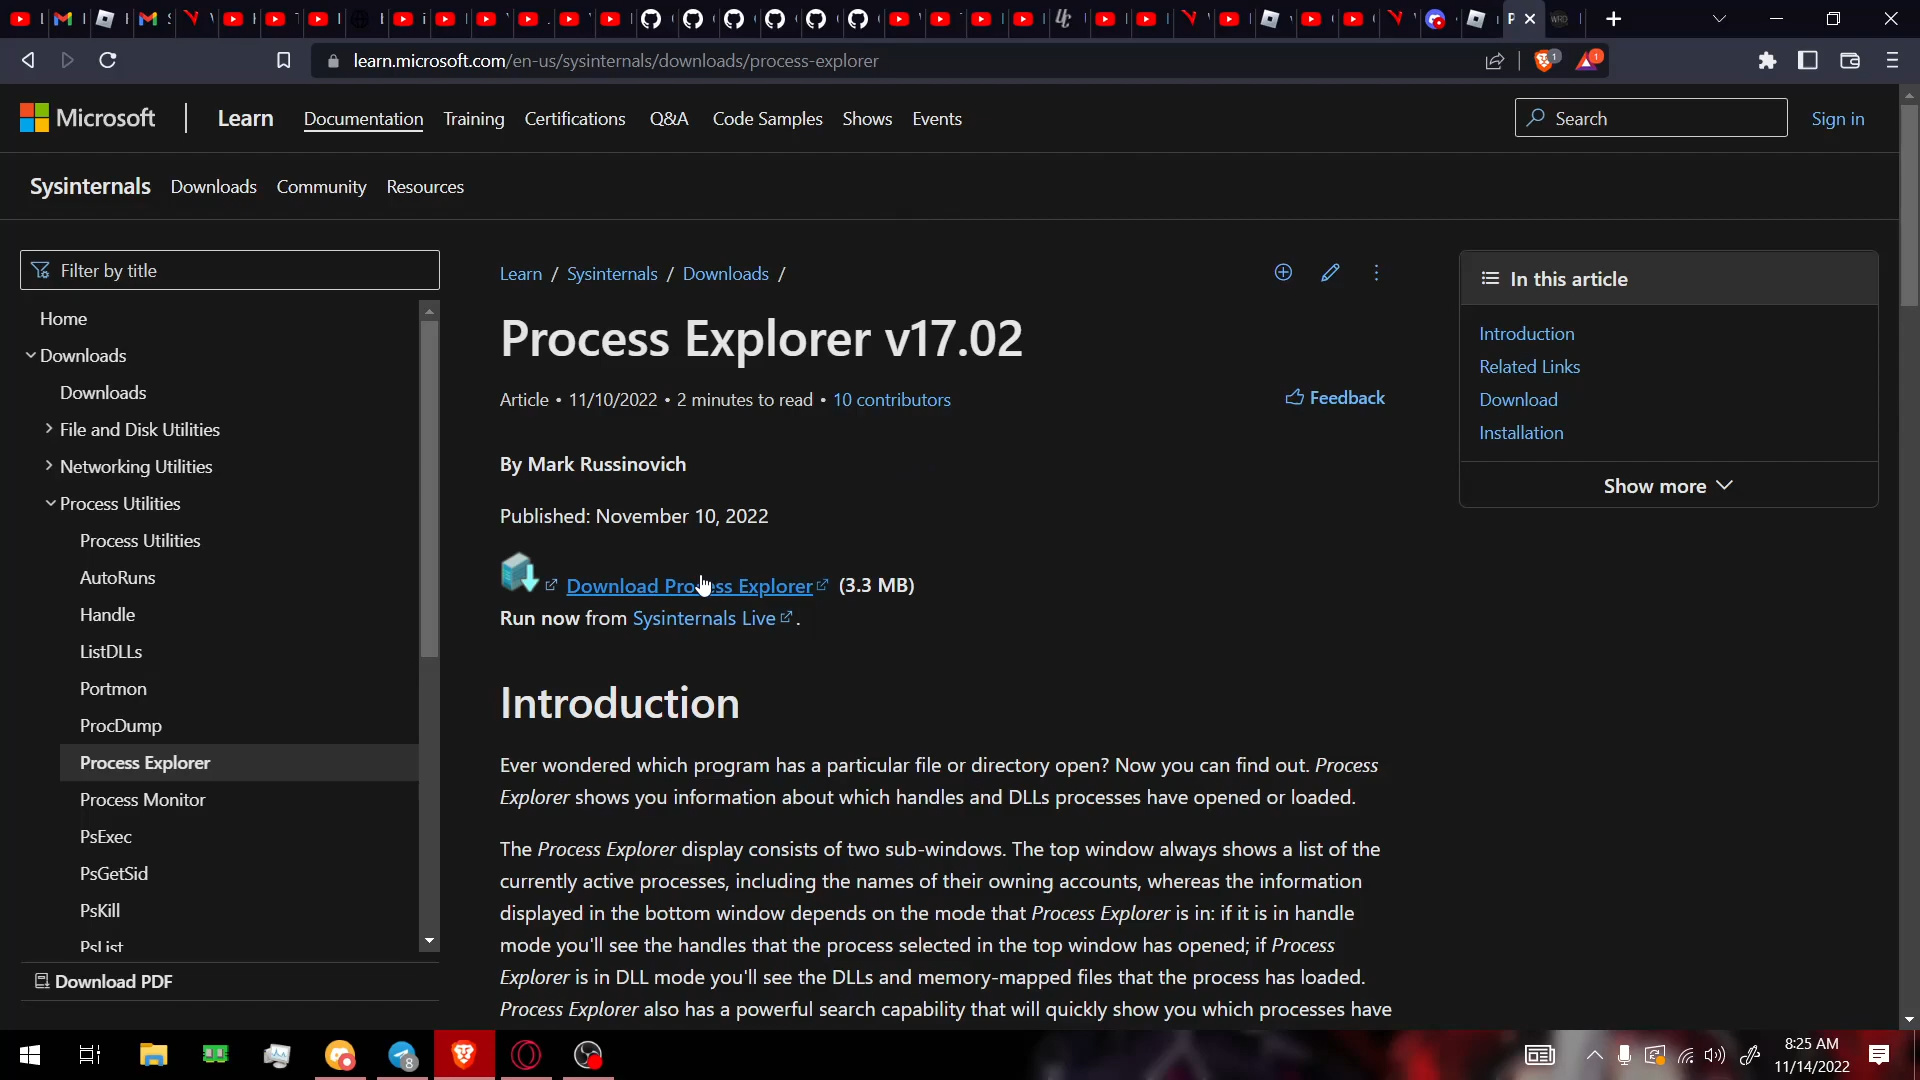 learn.microsoft.com/en-us/sysinternals/downloads/process-explorer
Microsoft
Learn
Documentation
Training
Certifications
Q&A
Code Samples
Shows
Events
Search
Sign in
Sysinternals
Downloads
Community
Resources
Filter by title
Home
Downloads
Downloads
File and Disk Utilities
Networking Utilities
Process Utilities
Process Utilities
AutoRuns
Handle
ListDLLs
Portmon
ProcDump
Process Explorer
Process Monitor
PsExec
PsGetSid
PsKill
PsList
Download PDF
Learn / Sysinternals / Downloads /
Process Explorer v17.02
Article • 11/10/2022 • 2 minutes to read • 10 contributors
Feedback
By Mark Russinovich
Published: November 10, 2022
Download Process Explorer (3.3 MB)
Run now from Sysinternals Live.
Introduction
Ever wondered which program has a particular file or directory open? Now you can find out. Process
Explorer shows you information about which handles and DLLs processes have opened or loaded.
The Process Explorer display consists of two sub-windows. The top window always shows a list of the
currently active processes, including the names of their owning accounts, whereas the information
displayed in the bottom window depends on the mode that Process Explorer is in: if it is in handle
mode you'll see the handles that the process selected in the top window has opened; if Process
Explorer is in DLL mode you'll see the DLLs and memory-mapped files that the process has loaded.
Process Explorer also has a powerful search capability that will quickly show you which processes have
In this article
Introduction
Related Links
Download
Installation
Show more
8:25 AM
11/14/2022